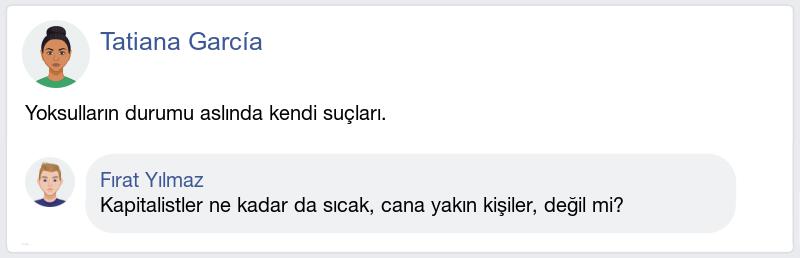 Tatiana García
Yoksulların durumu aslında kendi suçları.
Fırat Yılmaz
Kapitalistler ne kadar da sıcak, cana yakın kişiler, değil mi?